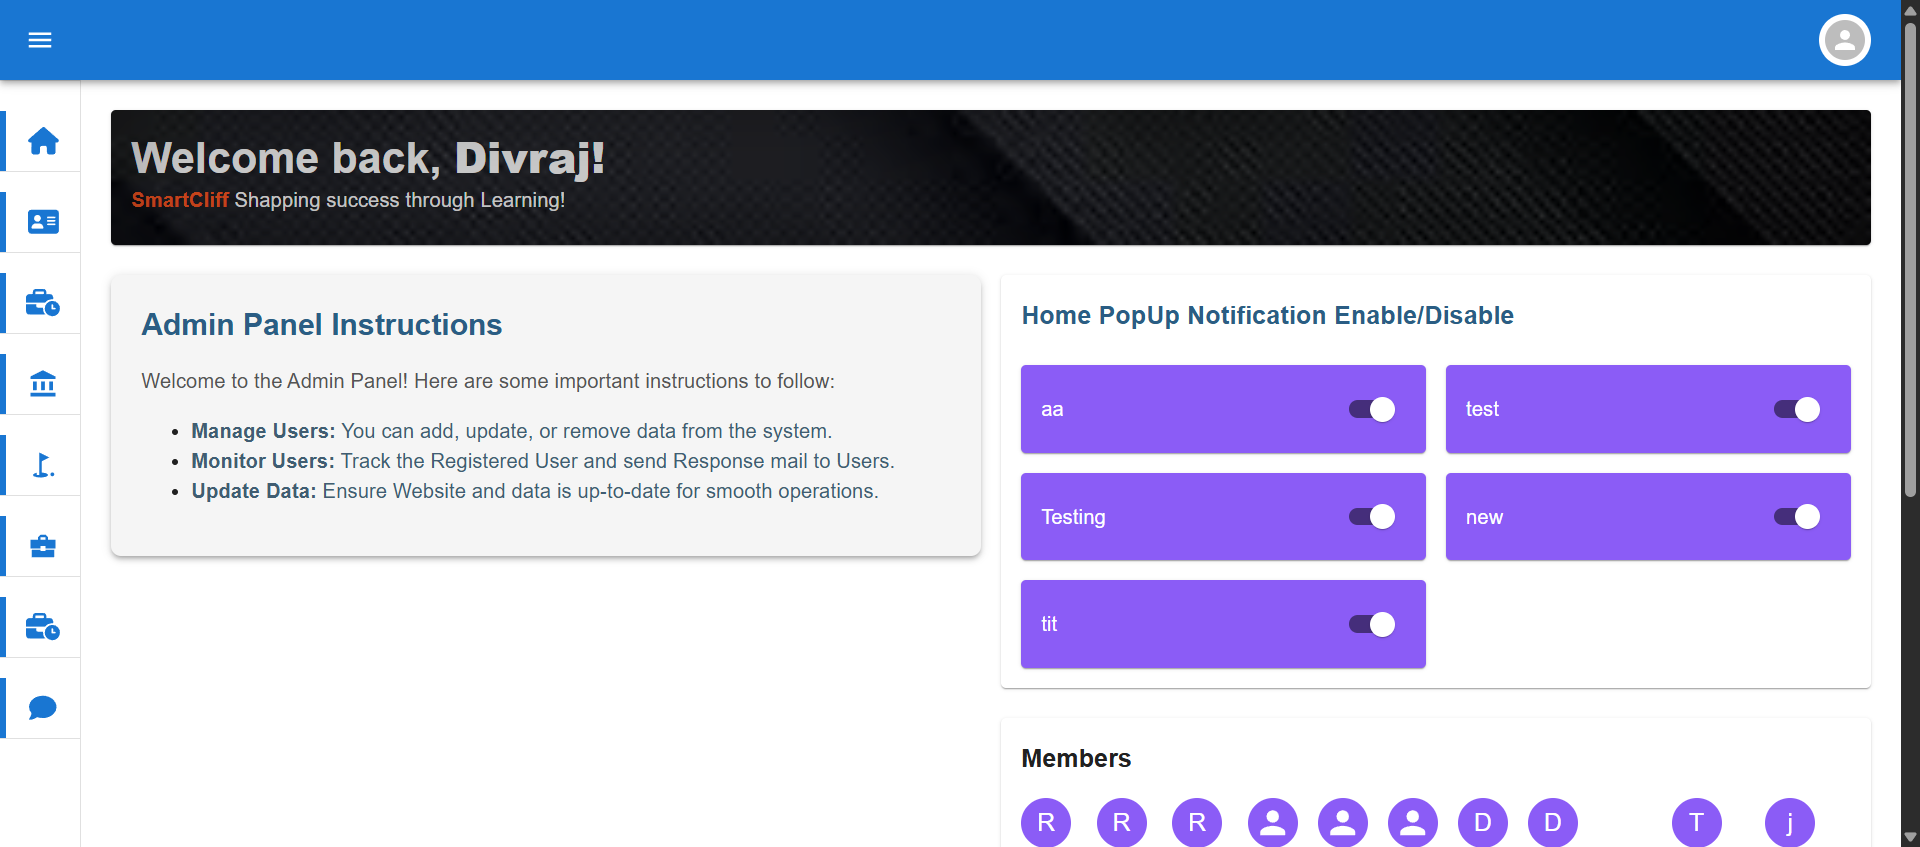 Welcome back, Divraj!
SmartCliff Shapping success through Learning!
Admin Panel Instructions
Welcome to the Admin Panel! Here are some important instructions to follow:
Manage Users: You can add, update, or remove data from the system.
Monitor Users: Track the Registered User and send Response mail to Users.
Update Data: Ensure Website and data is up-to-date for smooth operations.
Home PopUp Notification Enable/Disable
aa
test
Testing
new
tit
Members
R R R D D T j